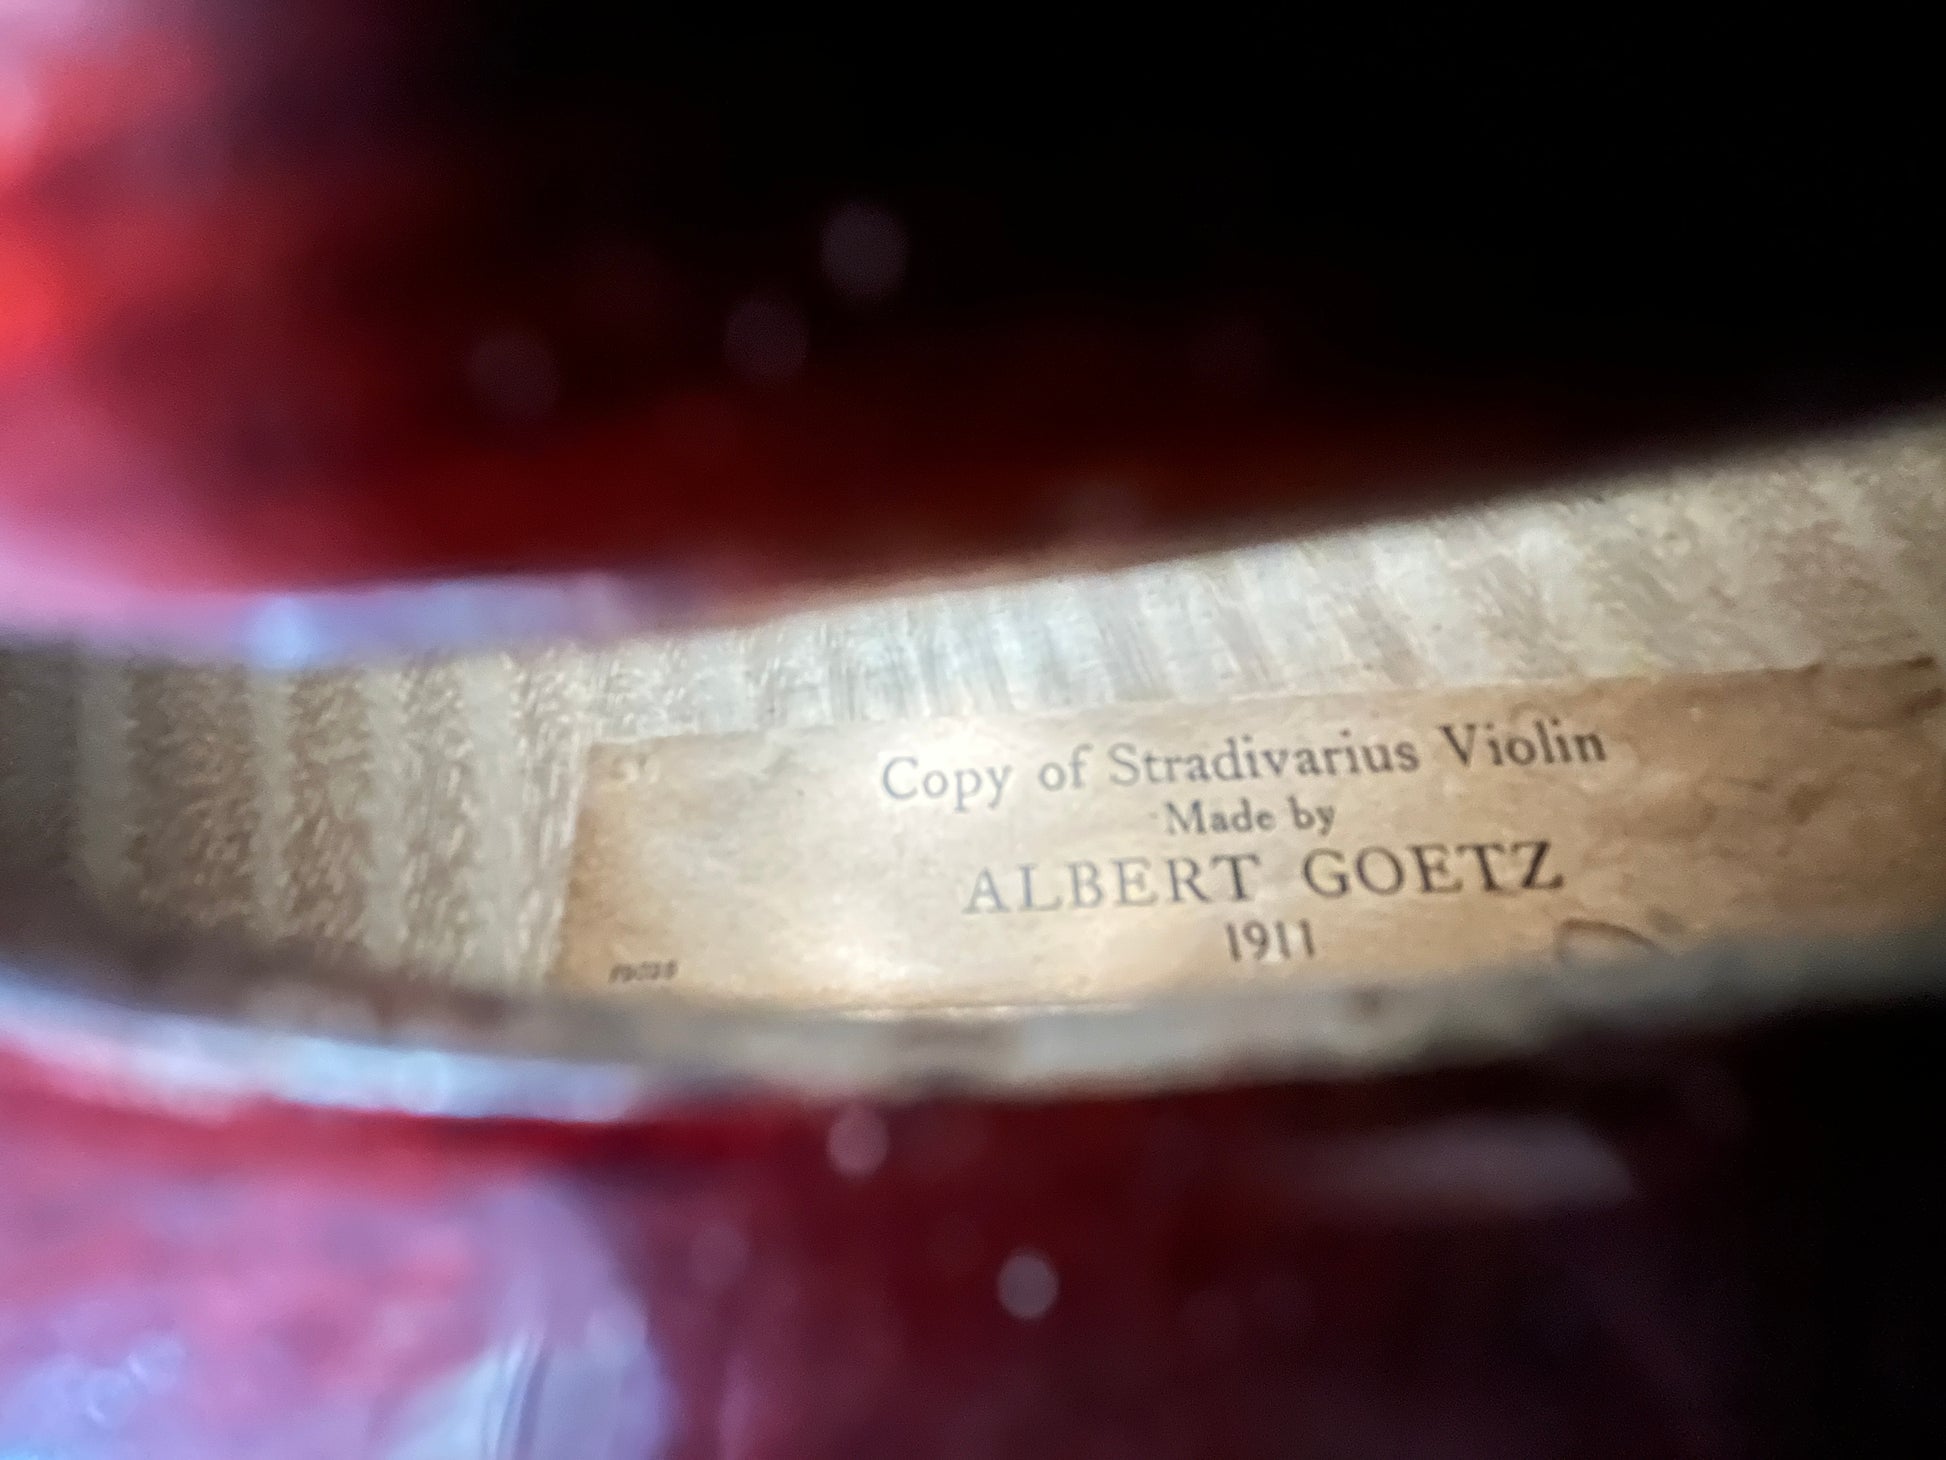 Copy of Stradivarius Violin
Made by
ALBERT GOETZ
1911